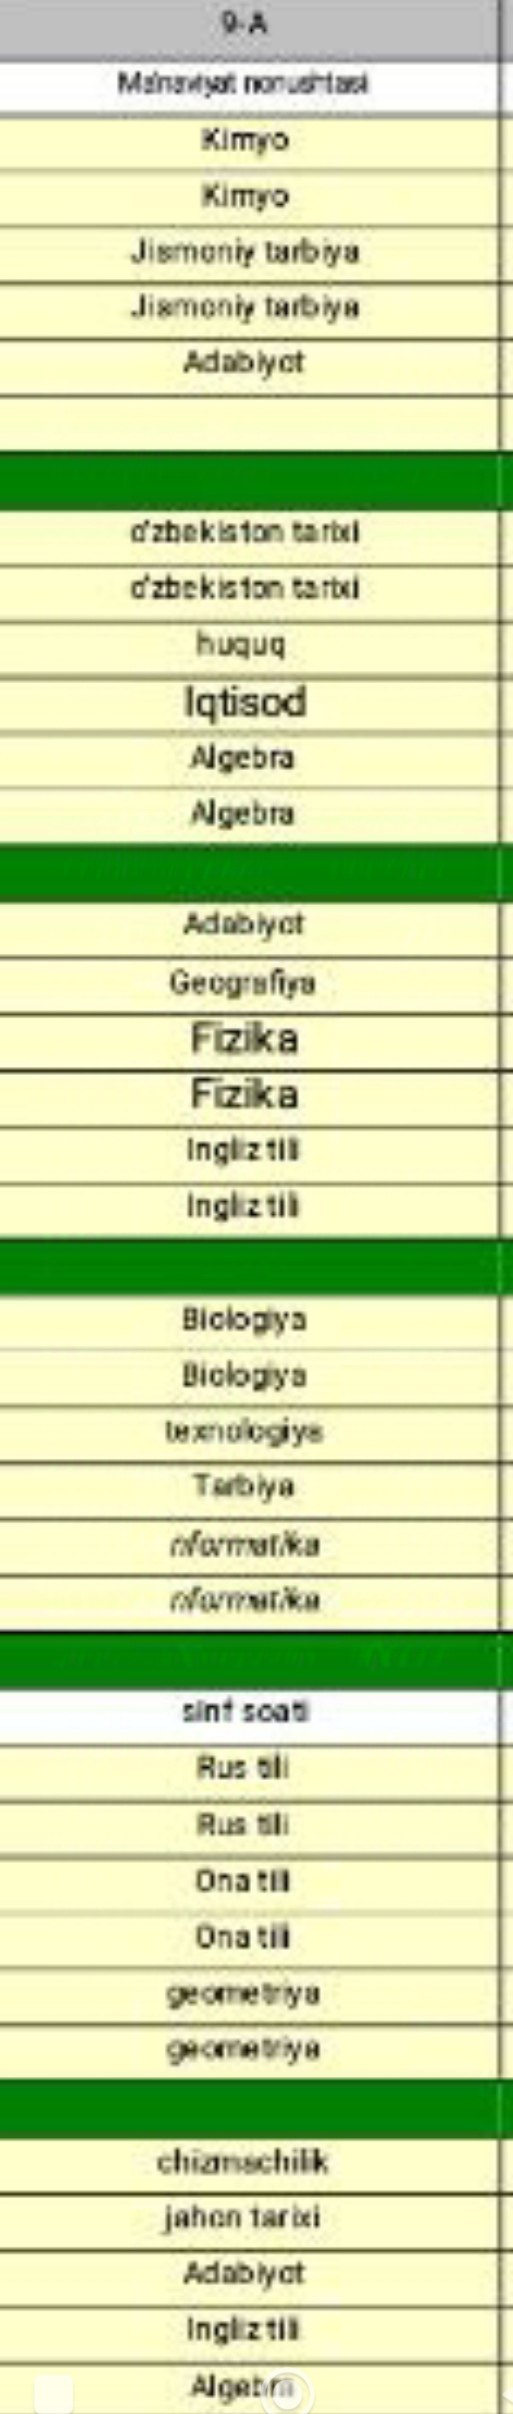 9-A
Ma'naviyat nonushtasi
Kimyo
Kimyo
Jismoniy tarbiya
Jismoniy tarbiya
Adabiyot
o'zbekiston tarixi
o'zbekiston tarixi
huquq
Iqtisod
Algebra
Algebra
Adabiyot
Geografiya
Fizika
Fizika
Ingliz tili
Ingliz tili
Biologiya
Biologiya
texnologiya
Tarbiya
nformatika
nformatika
sinf soati
Rus tili
Rus tili
Ona tili
Ona tili
geometriya
geometriya
chizmachilik
jahon tarixi
Adabiyot
Ingliz tili
Algebra